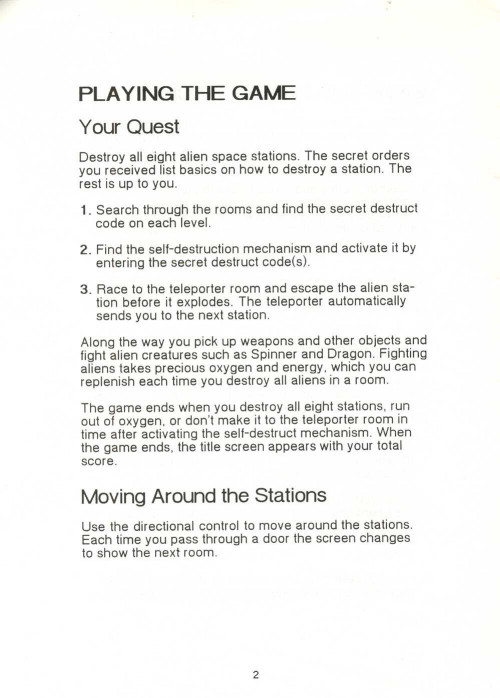 PLAYING THE GAME
Your Quest
Destroy all eight alien space stations. The secret orders
you received list basics on how to destroy a station. The
rest is up to you.
1. Search through the rooms and find the secret destruct
code on each level.
2. Find the self-destruction mechanism and activate it by
entering the secret destruct code(s).
3. Race to the teleporter room and escape the alien sta-
tion before it explodes. The teleporter automatically
sends you to the next station.
Along the way you pick up weapons and other objects and
fight alien creatures such as Spinner and Dragon. Fighting
aliens takes precious oxygen and energy, which you can
replenish each time you destroy all aliens in a room.
The game ends when you destroy all eight stations, run
out of oxygen, or don't make it to the teleporter room in
time after activating the self-destruct mechanism. When
the game ends, the title screen appears with your total
score.
Moving Around the Stations
Use the directional control to move around the stations.
Each time you pass through a door the screen changes
to show the next room.
2